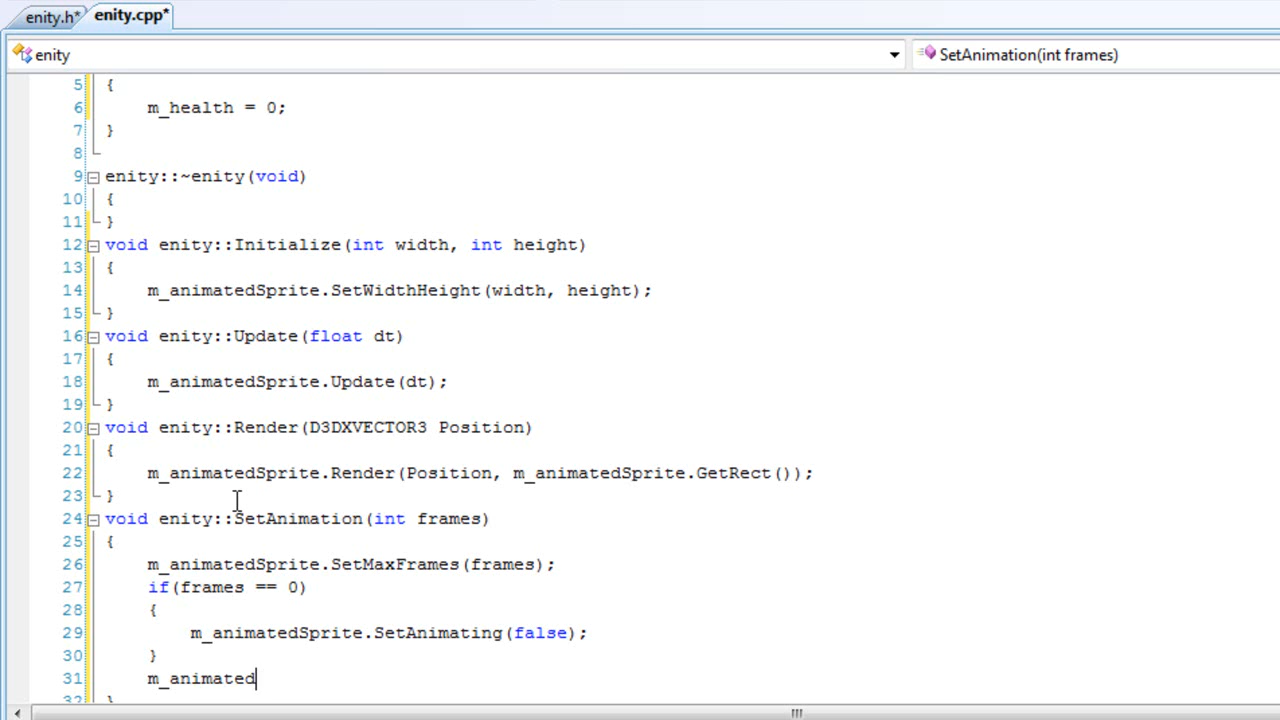 enity.h* enity.cpp*
enity SetAnimation(int frames)
5 {
6 m_health = 0;
7 }
8
9 enity::~enity(void)
10 {
11 }
12 void enity::Initialize(int width, int height)
13 {
14 m_animatedSprite.SetWidthHeight(width, height);
15 }
16 void enity::Update(float dt)
17 {
18 m_animatedSprite.Update(dt);
19 }
20 void enity::Render(D3DXVECTOR3 Position)
21 {
22 m_animatedSprite.Render(Position, m_animatedSprite.GetRect());
23 }
24 void enity::SetAnimation(int frames)
25 {
26 m_animatedSprite.SetMaxFrames(frames);
27 if(frames == 0)
28 {
29 m_animatedSprite.SetAnimating(false);
30 }
31 m_animated
32 }